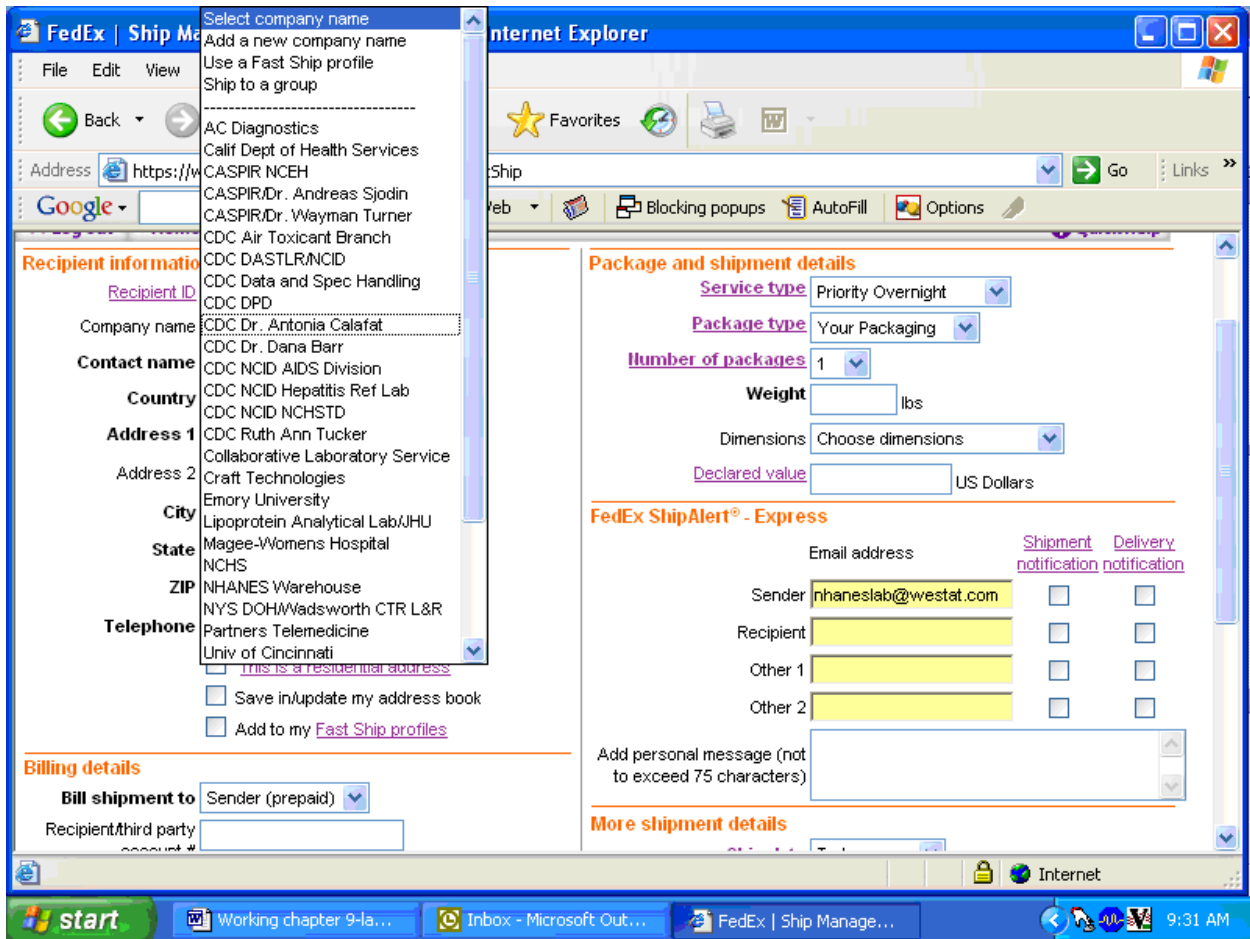 FedEx | Ship Ma
nternet Explorer
File Edit View
Back
Favorites
Address https://w
tShip
Go Links »
Google
Web
Blocking popups AutoFill Options
Select company name
Add a new company name
Use a Fast Ship profile
Ship to a group
---------------------------------
AC Diagnostics
Calif Dept of Health Services
CASPIR NCEH
CASPIR/Dr. Andreas Sjodin
CASPIR/Dr. Wayman Turner
CDC Air Toxicant Branch
CDC DASTLR/NCID
CDC Data and Spec Handling
CDC DPD
CDC Dr. Antonia Calafat
CDC Dr. Dana Barr
CDC NCID AIDS Division
CDC NCID Hepatitis Ref Lab
CDC NCID NCHSTD
CDC Ruth Ann Tucker
Collaborative Laboratory Service
Craft Technologies
Emory University
Lipoprotein Analytical Lab/JHU
Magee-Womens Hospital
NCHS
NHANES Warehouse
NYS DOH/Wadsworth CTR L&R
Partners Telemedicine
Univ of Cincinnati
Recipient informatio
Recipient ID
Company name
Contact name
Country
Address 1
Address 2
City
State
ZIP
Telephone
This is a residential address
Save in/update my address book
Add to my Fast Ship profiles
Billing details
Bill shipment to Sender (prepaid)
Recipient/third party
account #
Package and shipment details
Service type Priority Overnight
Package type Your Packaging
Number of packages 1
Weight lbs
Dimensions Choose dimensions
Declared value US Dollars
FedEx ShipAlert® - Express
Email address Shipment notification Delivery notification
Sender nhaneslab@westat.com
Recipient
Other 1
Other 2
Add personal message (not
to exceed 75 characters)
More shipment details
Internet
start Working chapter 9-la... Inbox - Microsoft Out... FedEx | Ship Manage... 9:31 AM